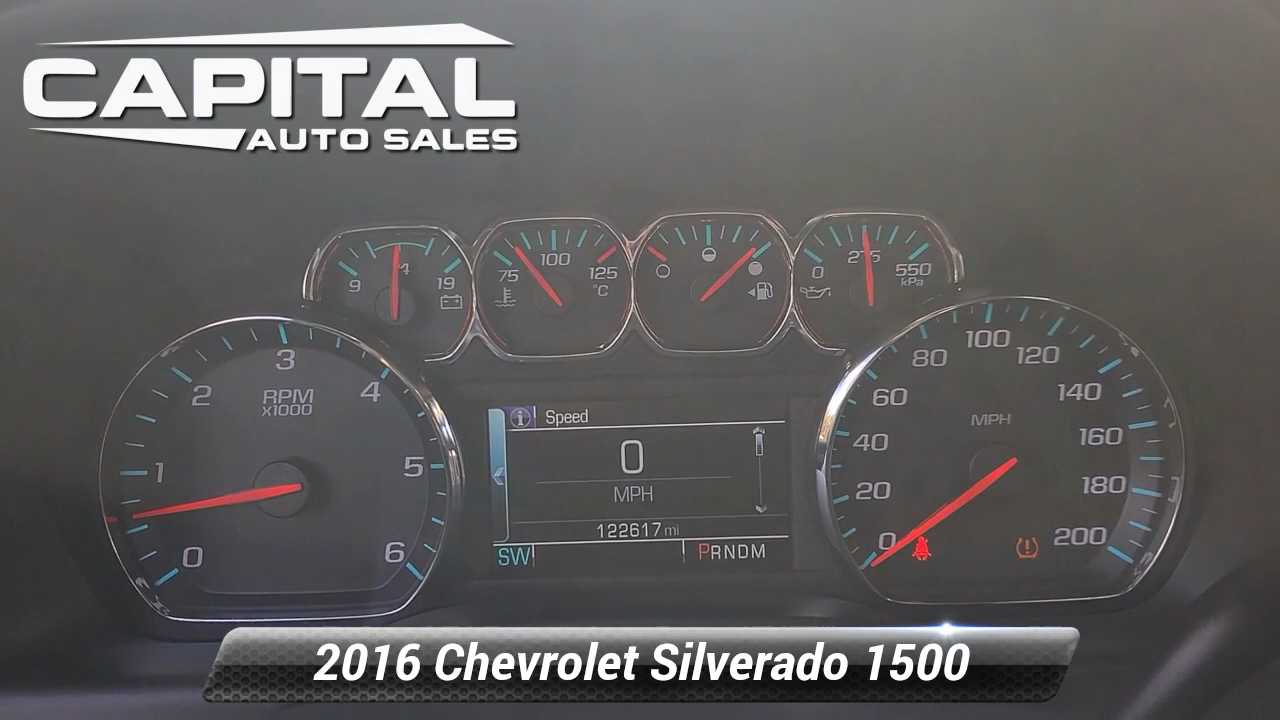 CAPITAL
AUTO SALES
9 14 19
75 100 125
°C
0 275 550
kPa
0 1 2 3 4 5 6
RPM
X1000
Speed
0
MPH
122617 mi
SW PRNDM
0 20 40 60 80 100 120 140 160 180 200
MPH
2016 Chevrolet Silverado 1500